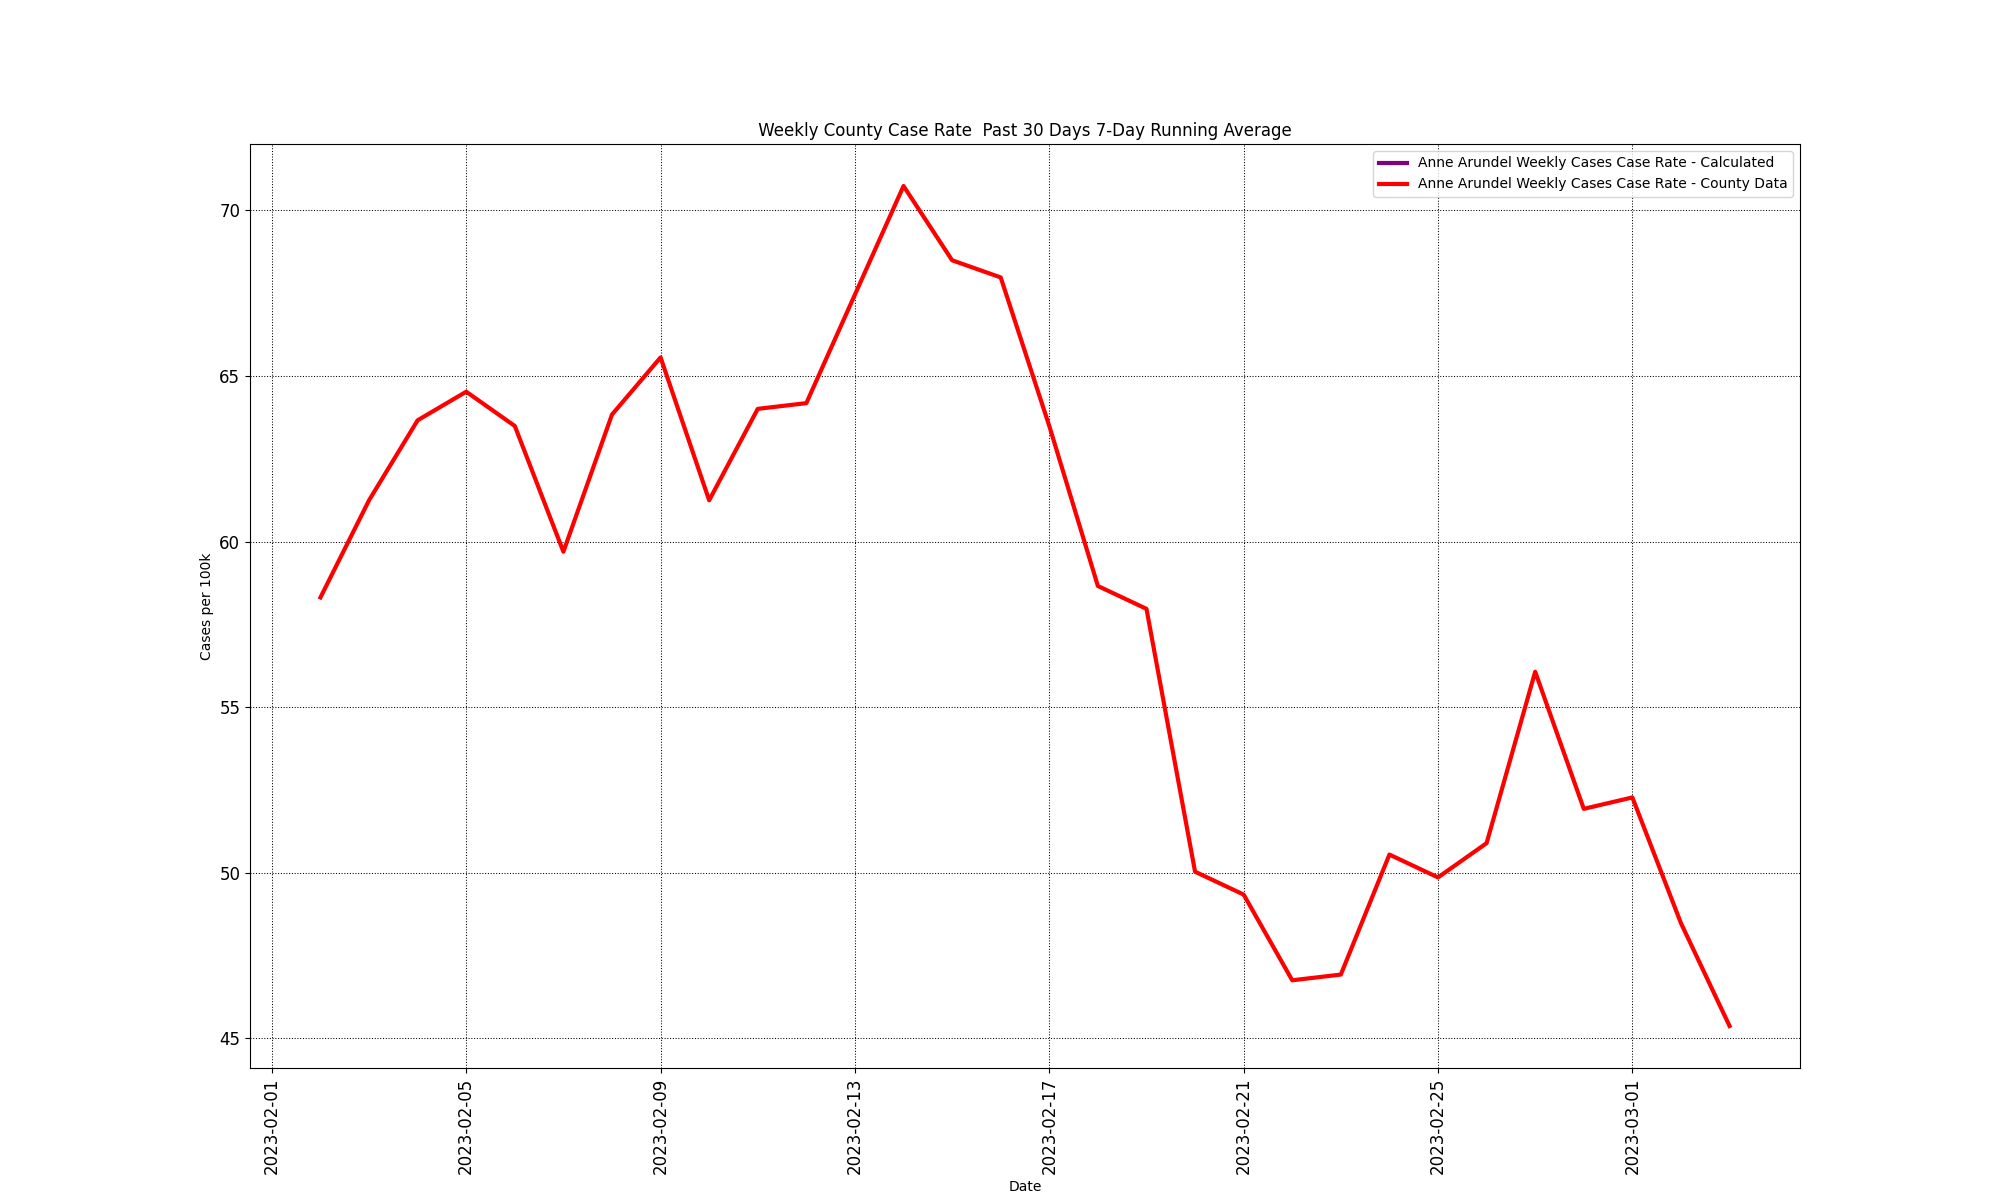 Weekly County Case Rate  Past 30 Days 7-Day Running Average
Anne Arundel Weekly Cases Case Rate - Calculated
Anne Arundel Weekly Cases Case Rate - County Data
70
65
60
55
50
45
Cases per 100k
2023-02-01
2023-02-05
2023-02-09
2023-02-13
2023-02-17
2023-02-21
2023-02-25
2023-03-01
Date